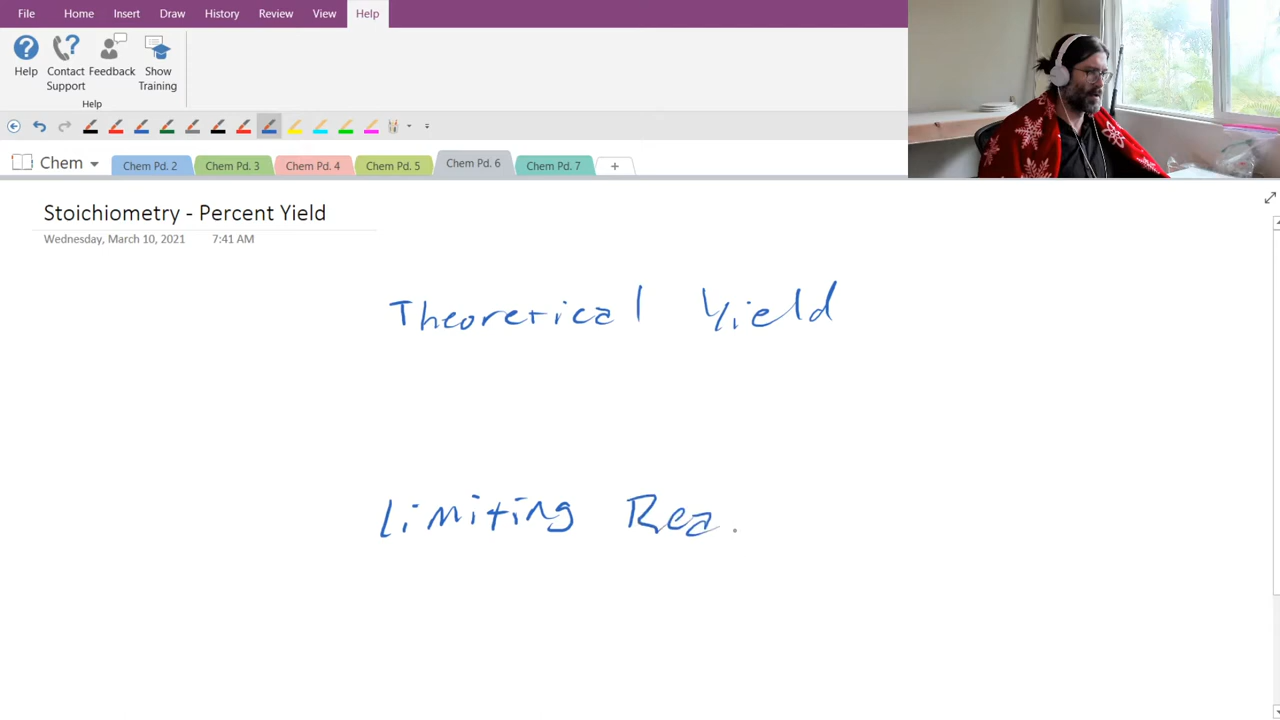 File Home Insert Draw History Review View Help
Help Contact Support Feedback Show Training
Help
Chem Chem Pd. 2 Chem Pd. 3 Chem Pd. 4 Chem Pd. 5 Chem Pd. 6 Chem Pd. 7 +
Stoichiometry - Percent Yield
Wednesday, March 10, 2021 7:41 AM
Theoretical Yield
Limiting Rea